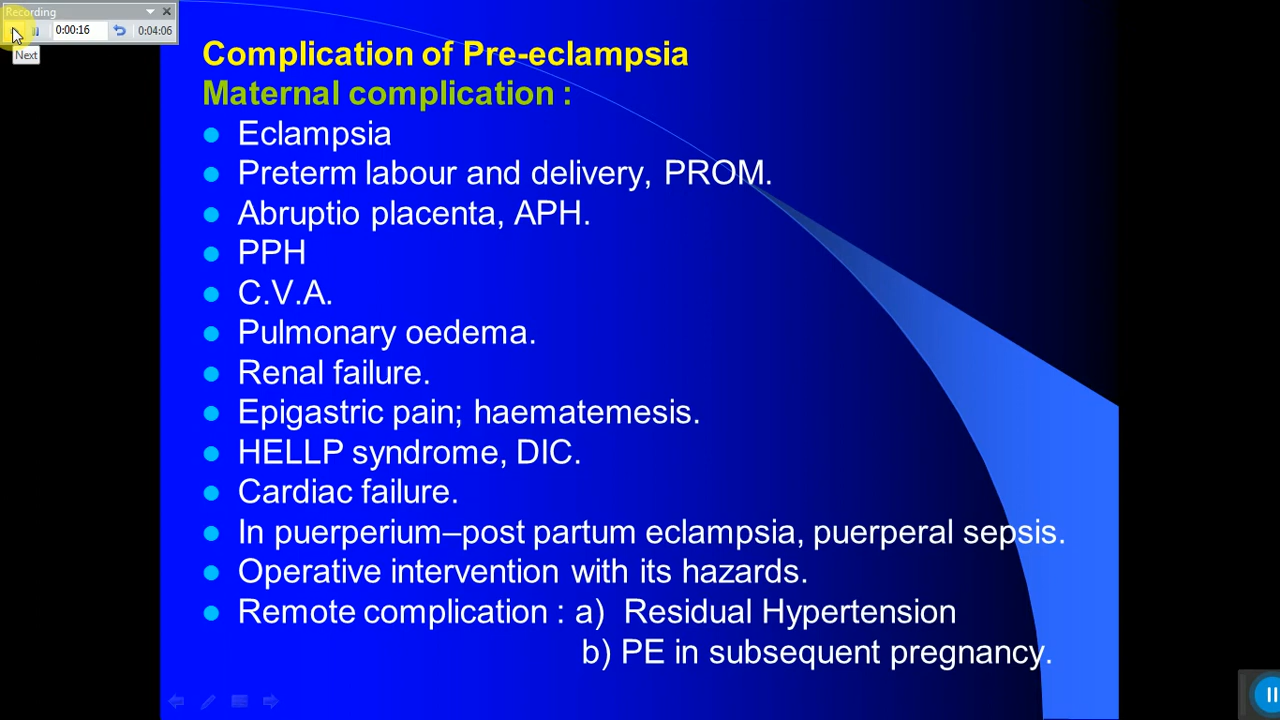 Recording
0:00:16 0:04:06
Next
Complication of Pre-eclampsia
Maternal complication :
Eclampsia
Preterm labour and delivery, PROM.
Abruptio placenta, APH.
PPH
C.V.A.
Pulmonary oedema.
Renal failure.
Epigastric pain; haematemesis.
HELLP syndrome, DIC.
Cardiac failure.
In puerperium–post partum eclampsia, puerperal sepsis.
Operative intervention with its hazards.
Remote complication : a) Residual Hypertension
b) PE in subsequent pregnancy.